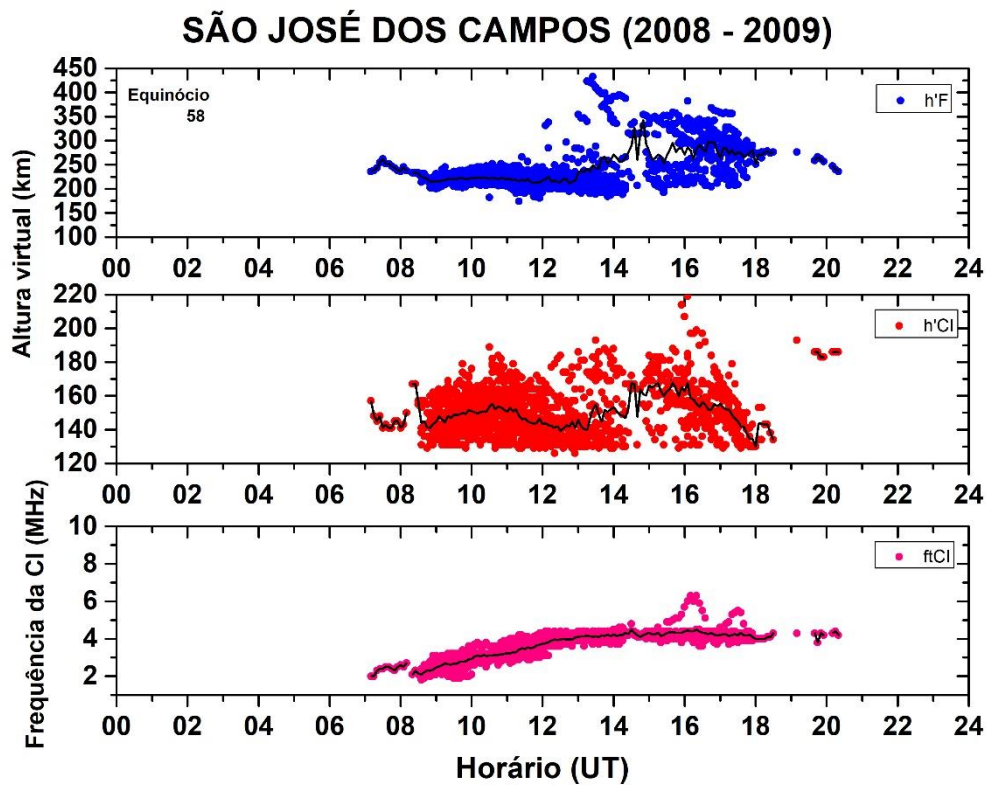 SÃO JOSÉ DOS CAMPOS (2008 - 2009)
450
400
350
300
250
200
150
100
Equinócio
58
h'F
00 02 04 06 08 10 12 14 16 18 20 22 24
Altura virtual (km)
220
200
180
160
140
120
h'CI
00 02 04 06 08 10 12 14 16 18 20 22 24
Frequência da CI (MHz)
10
8
6
4
2
ftCI
00 02 04 06 08 10 12 14 16 18 20 22 24
Horário (UT)